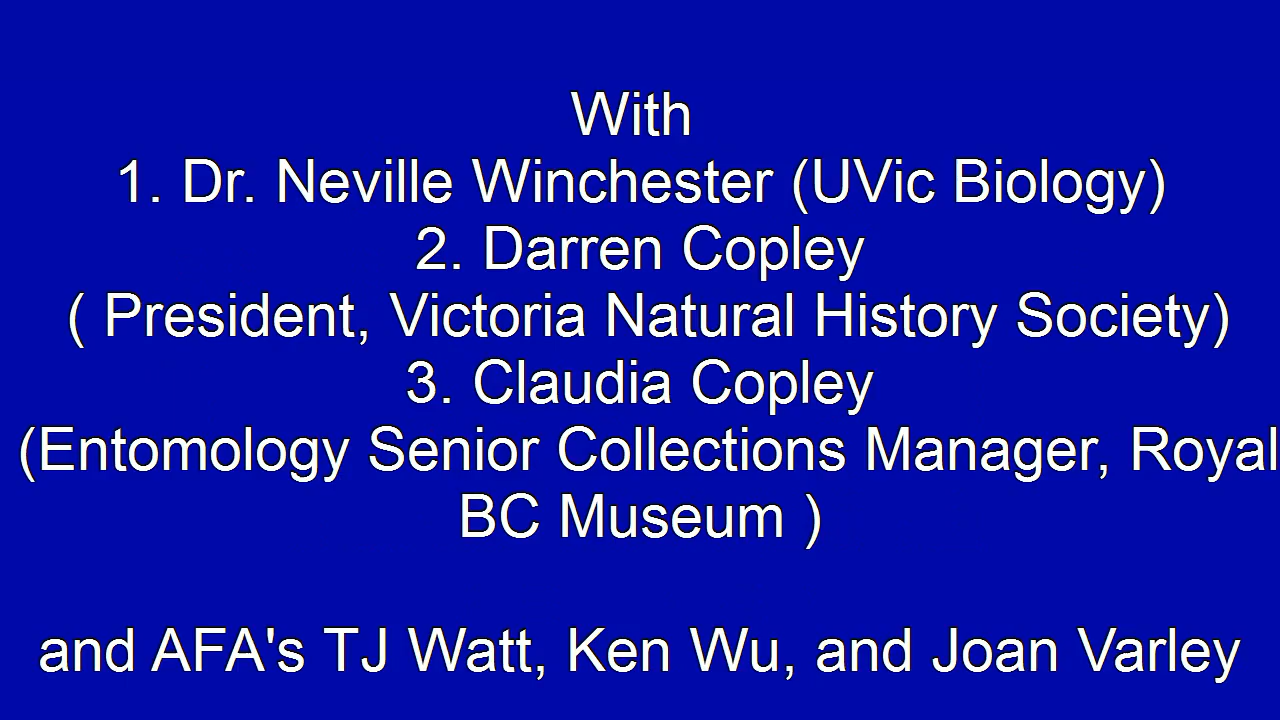 With
1. Dr. Neville Winchester (UVic Biology)
2. Darren Copley
( President, Victoria Natural History Society)
3. Claudia Copley
(Entomology Senior Collections Manager, Royal
BC Museum )
and AFA's TJ Watt, Ken Wu, and Joan Varley